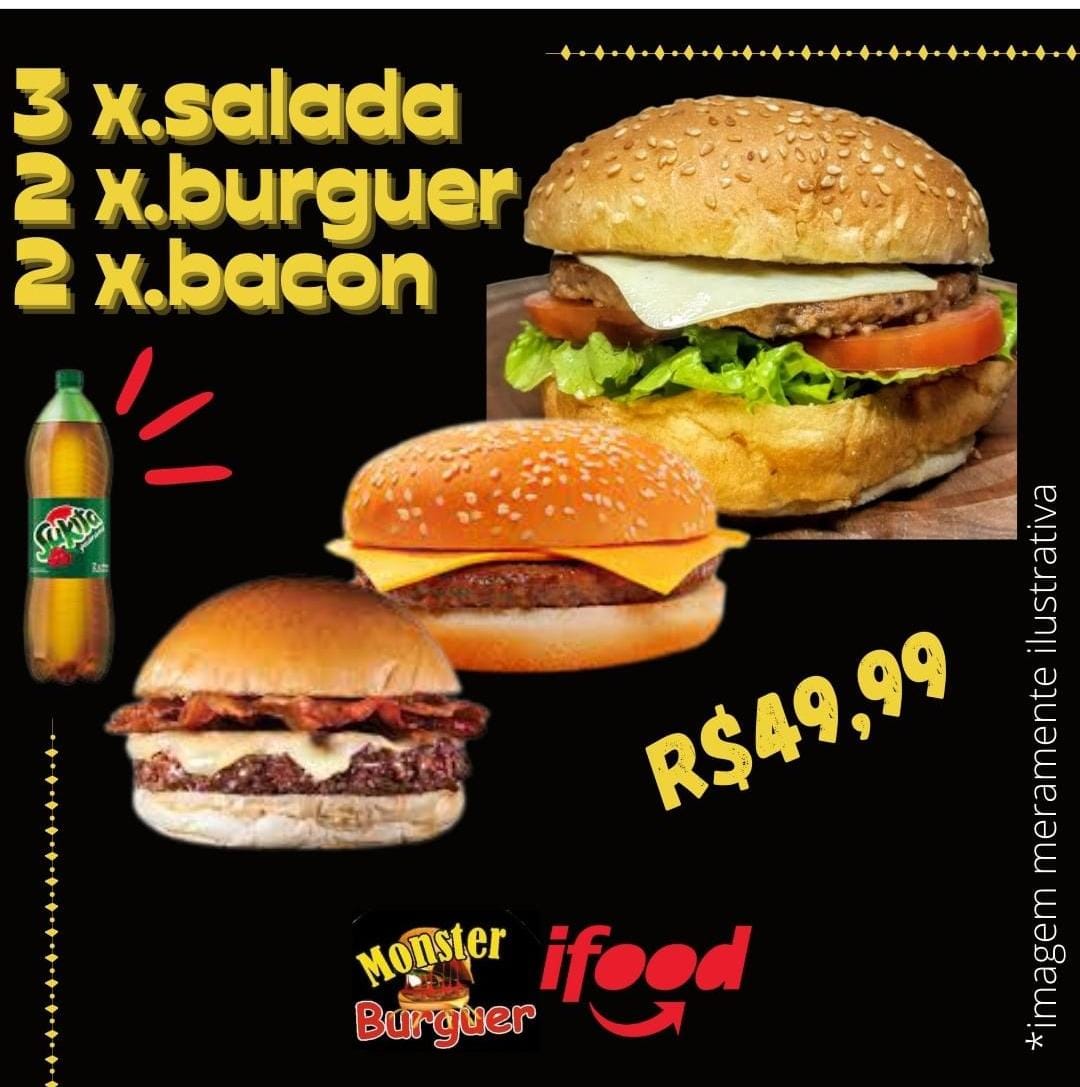 3 x.salada
2 x.burguer
2 x.bacon
Sukita
R$49,99
*imagem meramente ilustrativa
Monster
Burguer
ifood